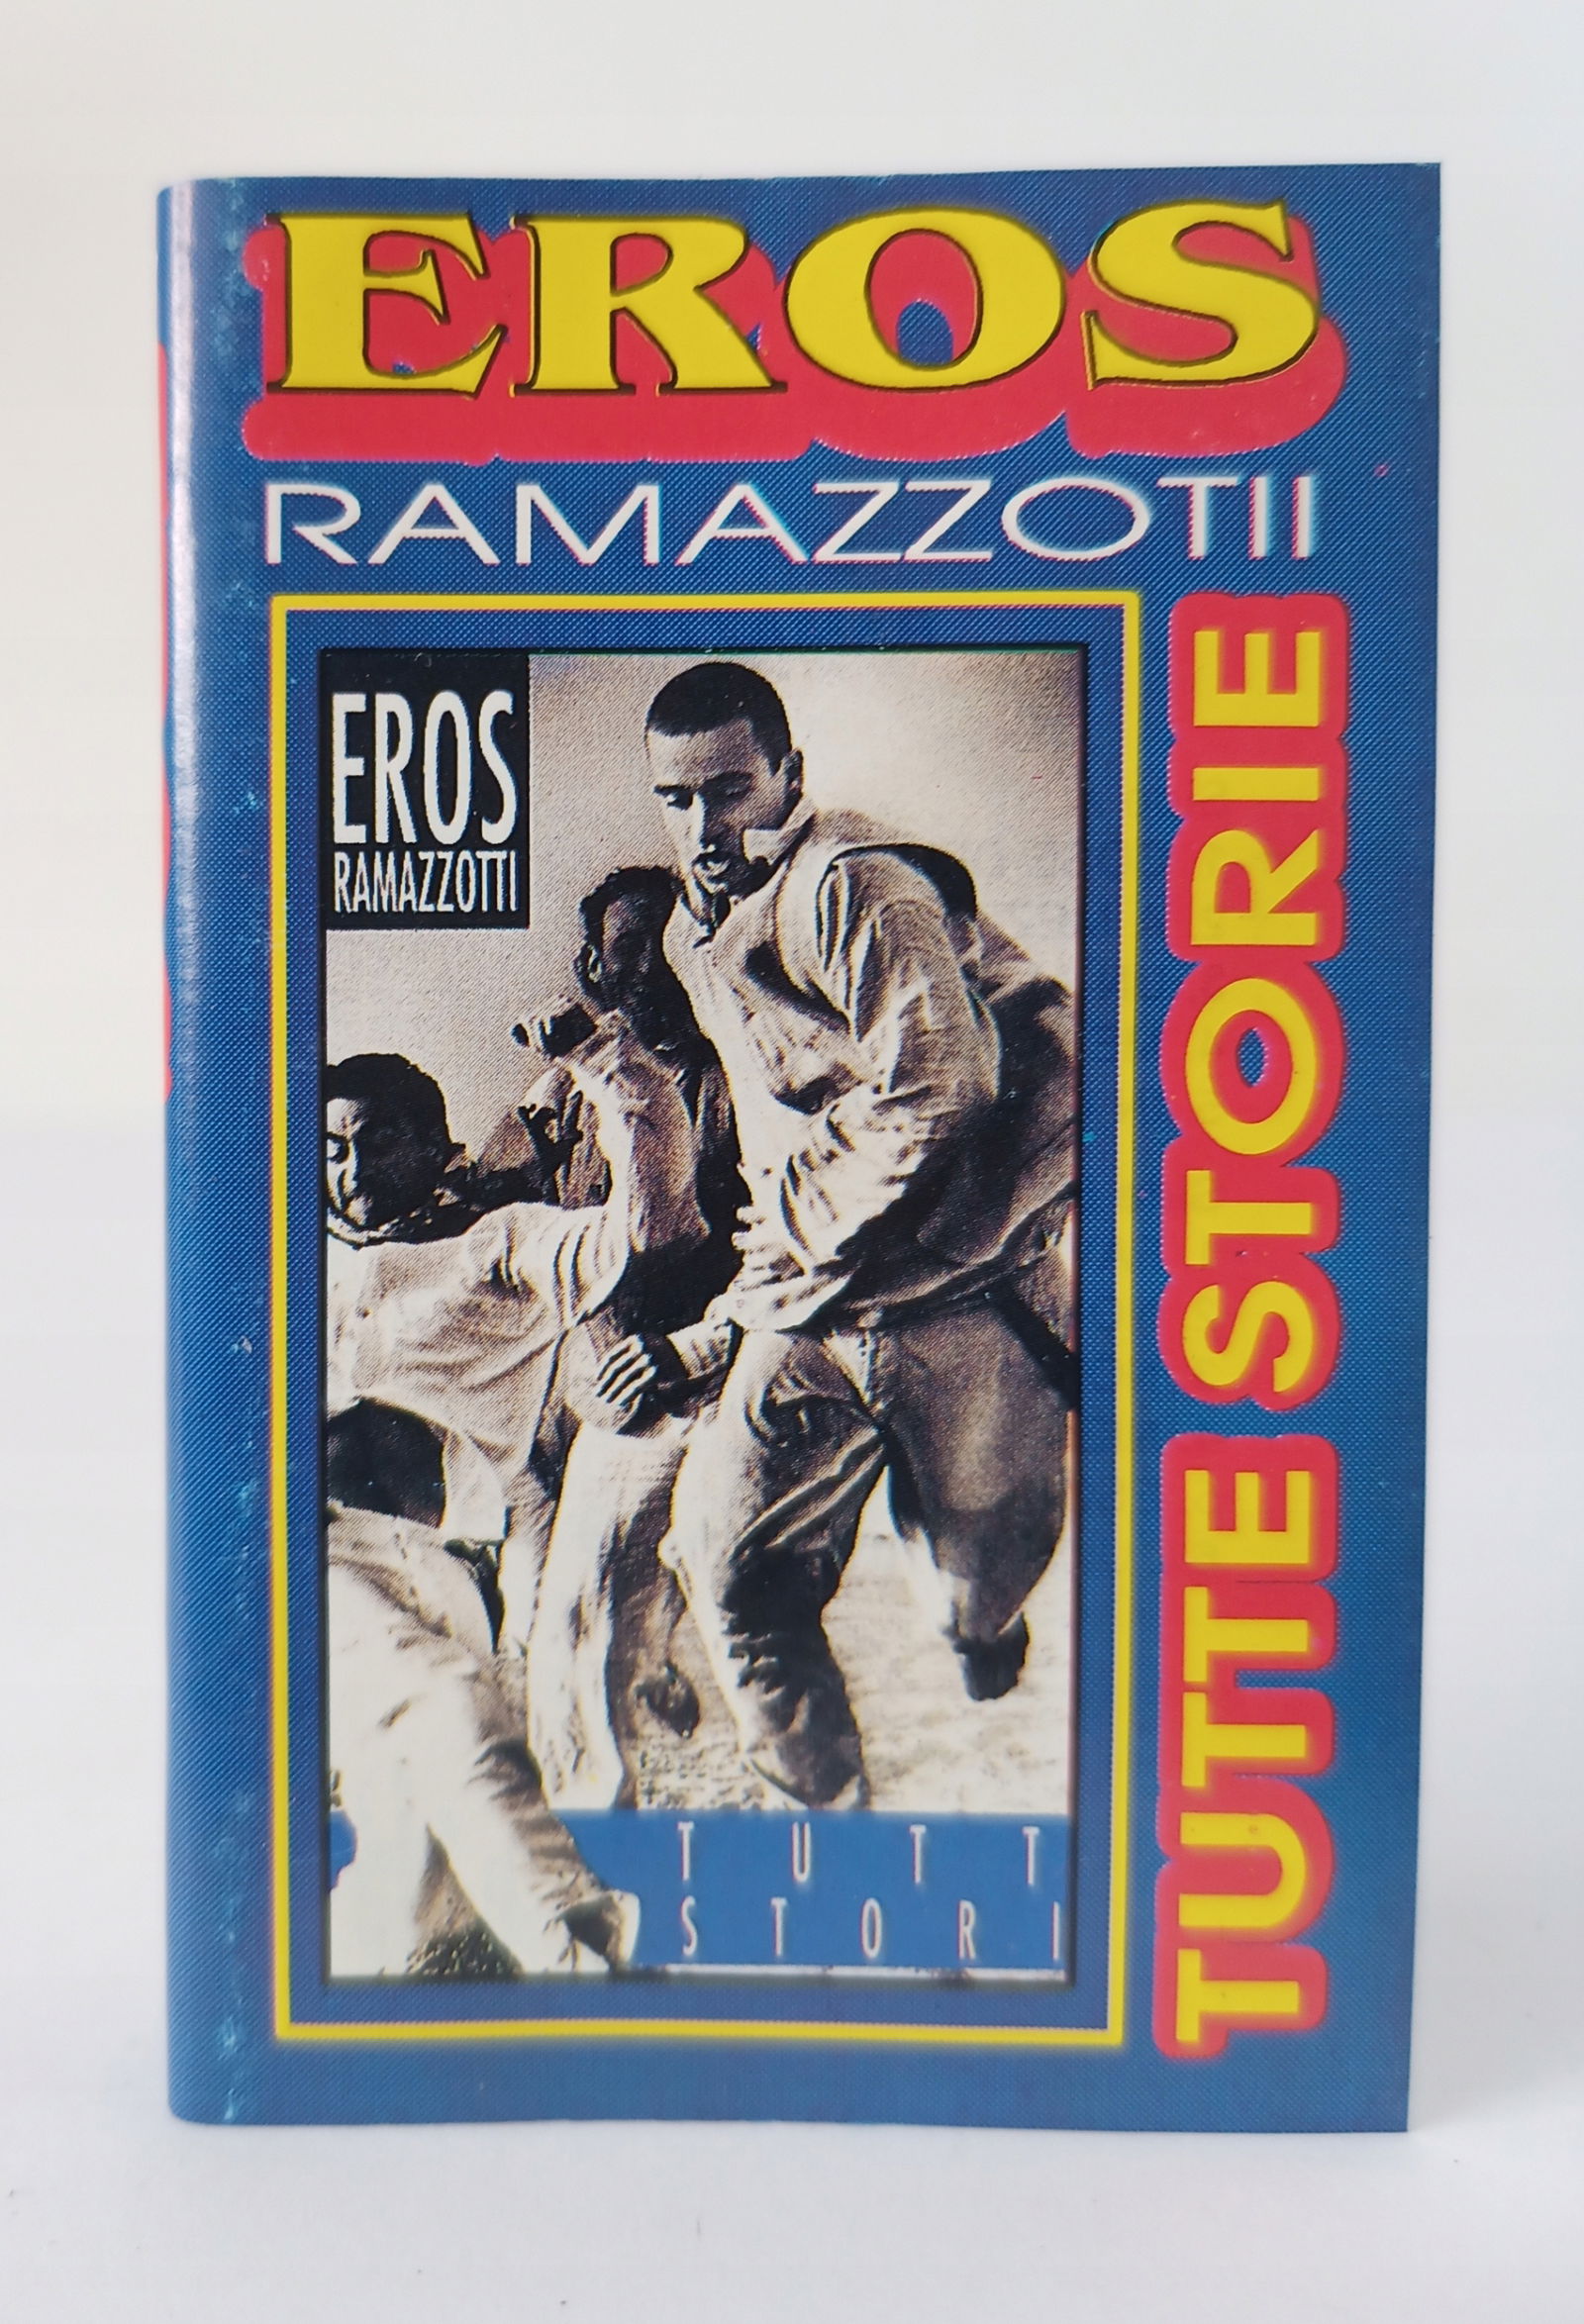 EROS
RAMAZZOTII
EROS
RAMAZZOTTI
TUTT
STORI
TUTTE STORIE